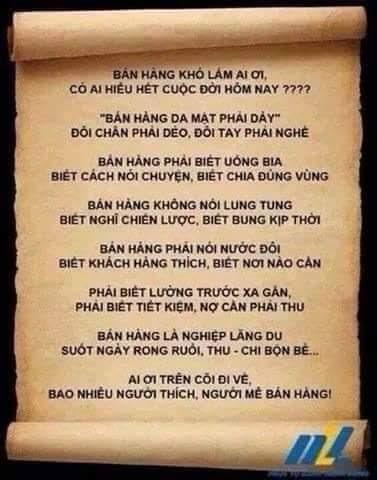 BÁN HÀNG KHÓ LẮM AI ƠI,
CÓ AI HIỂU HẾT CUỘC ĐỜI HÔM NAY ????
"BÁN HÀNG DA MẶT PHẢI DÀY"
ĐÔI CHÂN PHẢI DẺO, ĐÔI TAY PHẢI NGHỀ
BÁN HÀNG PHẢI BIẾT UỐNG BIA
BIẾT CÁCH NÓI CHUYỆN, BIẾT CHIA ĐÚNG VÙNG
BÁN HÀNG KHÔNG NÓI LUNG TUNG
BIẾT NGHĨ CHIẾN LƯỢC, BIẾT BUNG KỊP THỜI
BÁN HÀNG PHẢI NÓI NƯỚC ĐÔI
BIẾT KHÁCH HÀNG THÍCH, BIẾT NƠI NÀO CẦN
PHẢI BIẾT LƯỜNG TRƯỚC XA GẦN,
PHẢI BIẾT TIẾT KIỆM, NỢ CẦN PHẢI THU
BÁN HÀNG LÀ NGHIỆP LÃNG DU
SUỐT NGÀY RONG RUỔI, THU - CHI BỘN BỀ...
AI ƠI TRÊN CÕI ĐI VỀ,
BAO NHIÊU NGƯỜI THÍCH, NGƯỜI MÊ BÁN HÀNG!